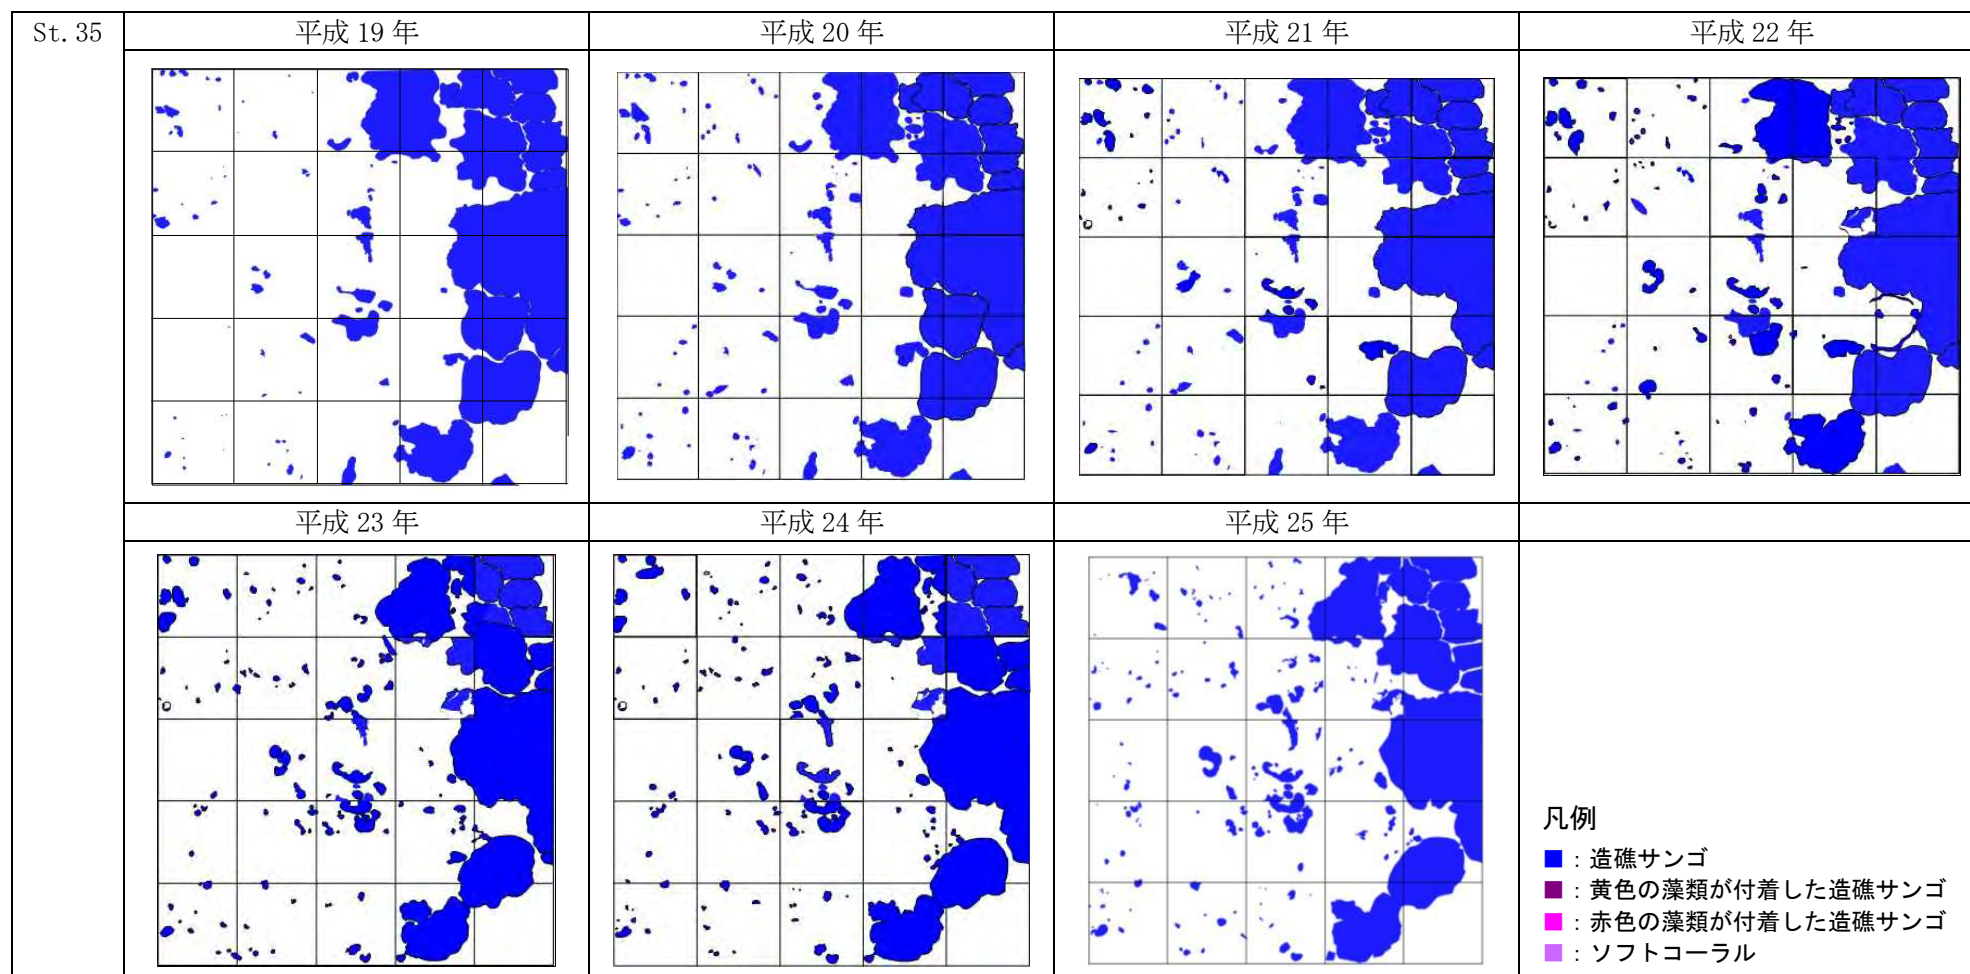 St.35
平成 19 年
平成 20 年
平成 21 年
平成 22 年
平成 23 年
平成 24 年
平成 25 年
凡例
■：造礁サンゴ
■：黄色の藻類が付着した造礁サンゴ
■：赤色の藻類が付着した造礁サンゴ
■：ソフトコーラル